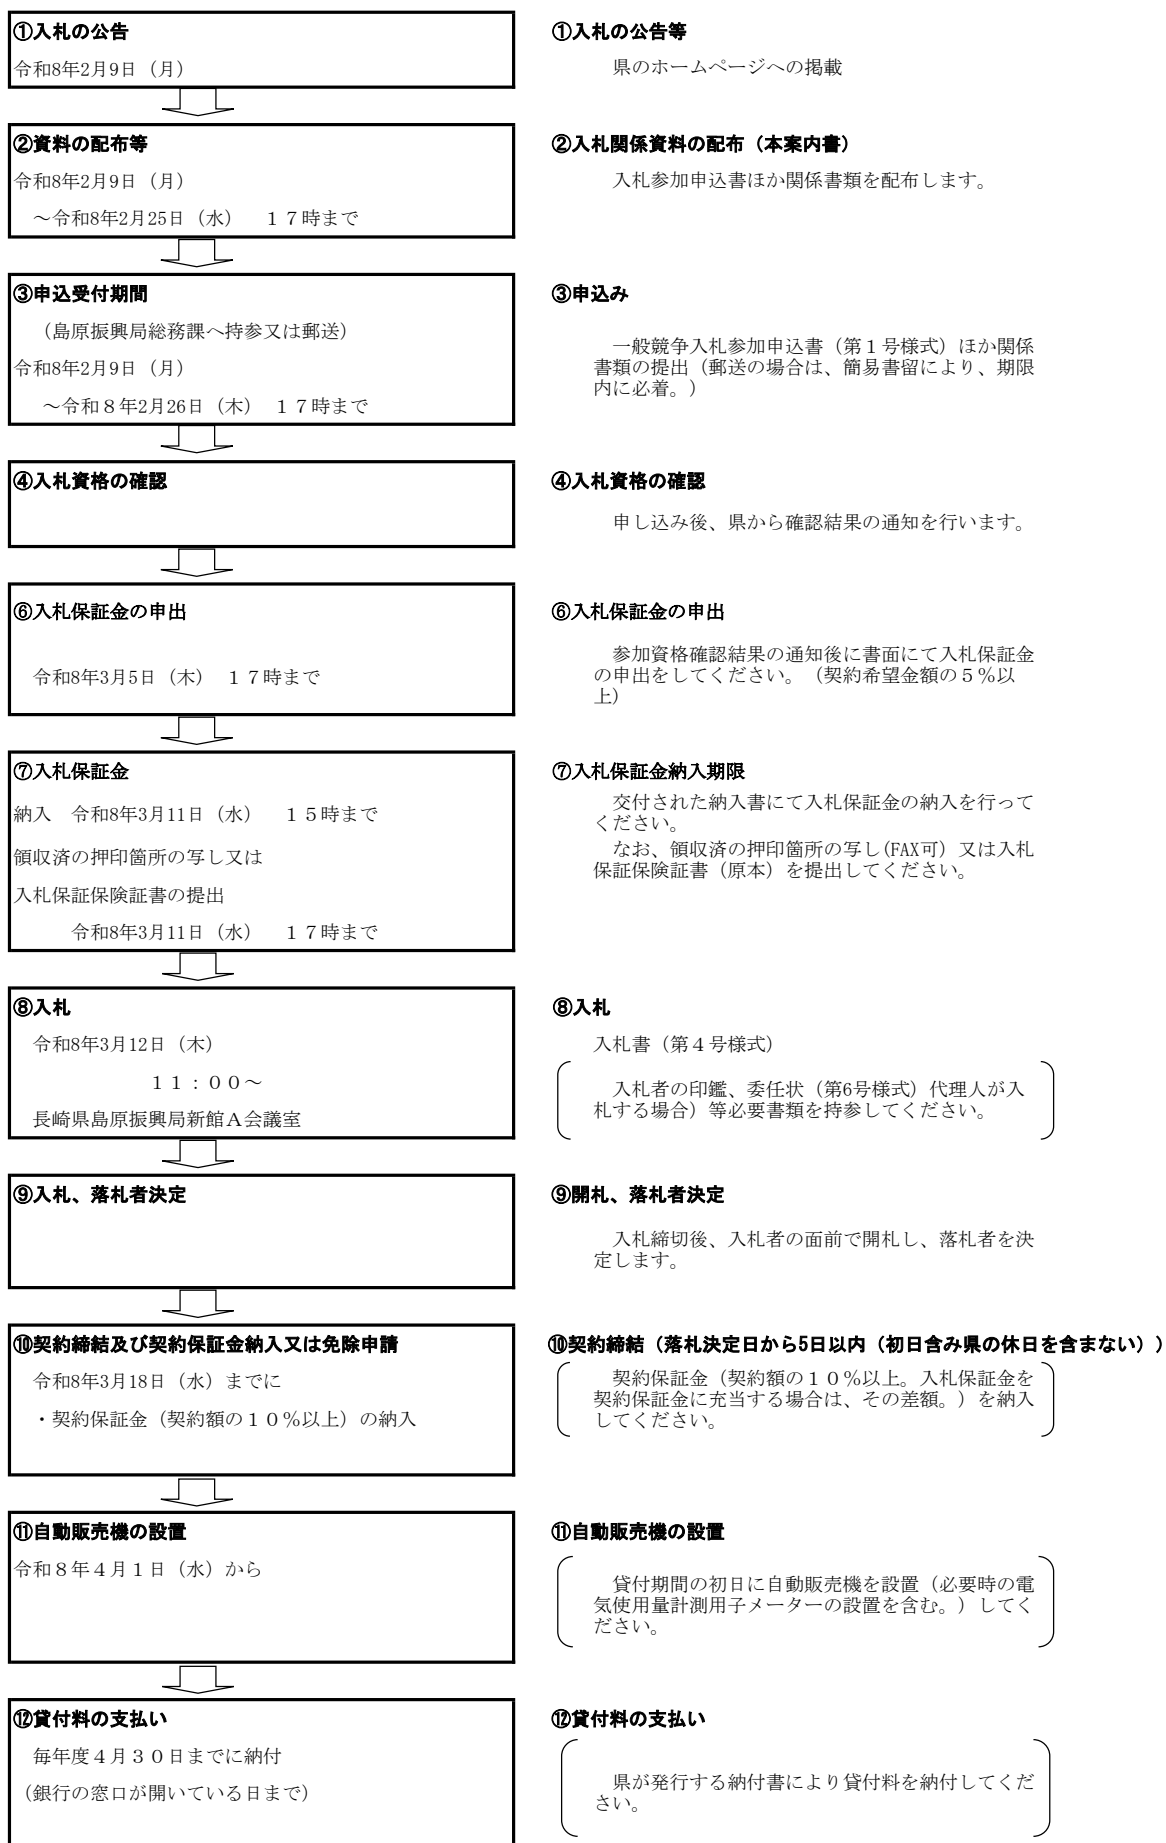 ①入札の公告
令和8年2月9日（月）
①入札の公告等
県のホームページへの掲載
②資料の配布等
令和8年2月9日（月）
～令和8年2月25日（水）　１７時まで
②入札関係資料の配布（本案内書）
入札参加申込書ほか関係書類を配布します。
③申込受付期間
（島原振興局総務課へ持参又は郵送）
令和8年2月9日（月）
～令和８年2月26日（木）　１７時まで
③申込み
一般競争入札参加申込書（第１号様式）ほか関係
書類の提出（郵送の場合は、簡易書留により、期限
内に必着。）
④入札資格の確認
④入札資格の確認
申し込み後、県から確認結果の通知を行います。
⑥入札保証金の申出
令和8年3月5日（木）　１７時まで
⑥入札保証金の申出
参加資格確認結果の通知後に書面にて入札保証金
の申出をしてください。（契約希望金額の５％以
上）
⑦入札保証金
納入　令和8年3月11日（水）　１５時まで
領収済の押印箇所の写し又は
入札保証保険証書の提出
令和8年3月11日（水）　１７時まで
⑦入札保証金納入期限
交付された納入書にて入札保証金の納入を行って
ください。
なお、領収済の押印箇所の写し(FAX可）又は入札
保証保険証書（原本）を提出してください。
⑧入札
令和8年3月12日（木）
１１：００～
長崎県島原振興局新館Ａ会議室
⑧入札
入札書（第４号様式）
入札者の印鑑、委任状（第6号様式）代理人が入
札する場合）等必要書類を持参してください。
⑨入札、落札者決定
⑨開札、落札者決定
入札締切後、入札者の面前で開札し、落札者を決
定します。
⑩契約締結及び契約保証金納入又は免除申請
令和8年3月18日（水）までに
・契約保証金（契約額の１０％以上）の納入
⑩契約締結（落札決定日から5日以内（初日含み県の休日を含まない））
契約保証金（契約額の１０％以上。入札保証金を
契約保証金に充当する場合は、その差額。）を納入
してください。
⑪自動販売機の設置
令和８年４月１日（水）から
⑪自動販売機の設置
貸付期間の初日に自動販売機を設置（必要時の電
気使用量計測用子メーターの設置を含む。）してく
ださい。
⑫貸付料の支払い
毎年度４月３０日までに納付
（銀行の窓口が開いている日まで）
⑫貸付料の支払い
県が発行する納付書により貸付料を納付してくだ
さい。